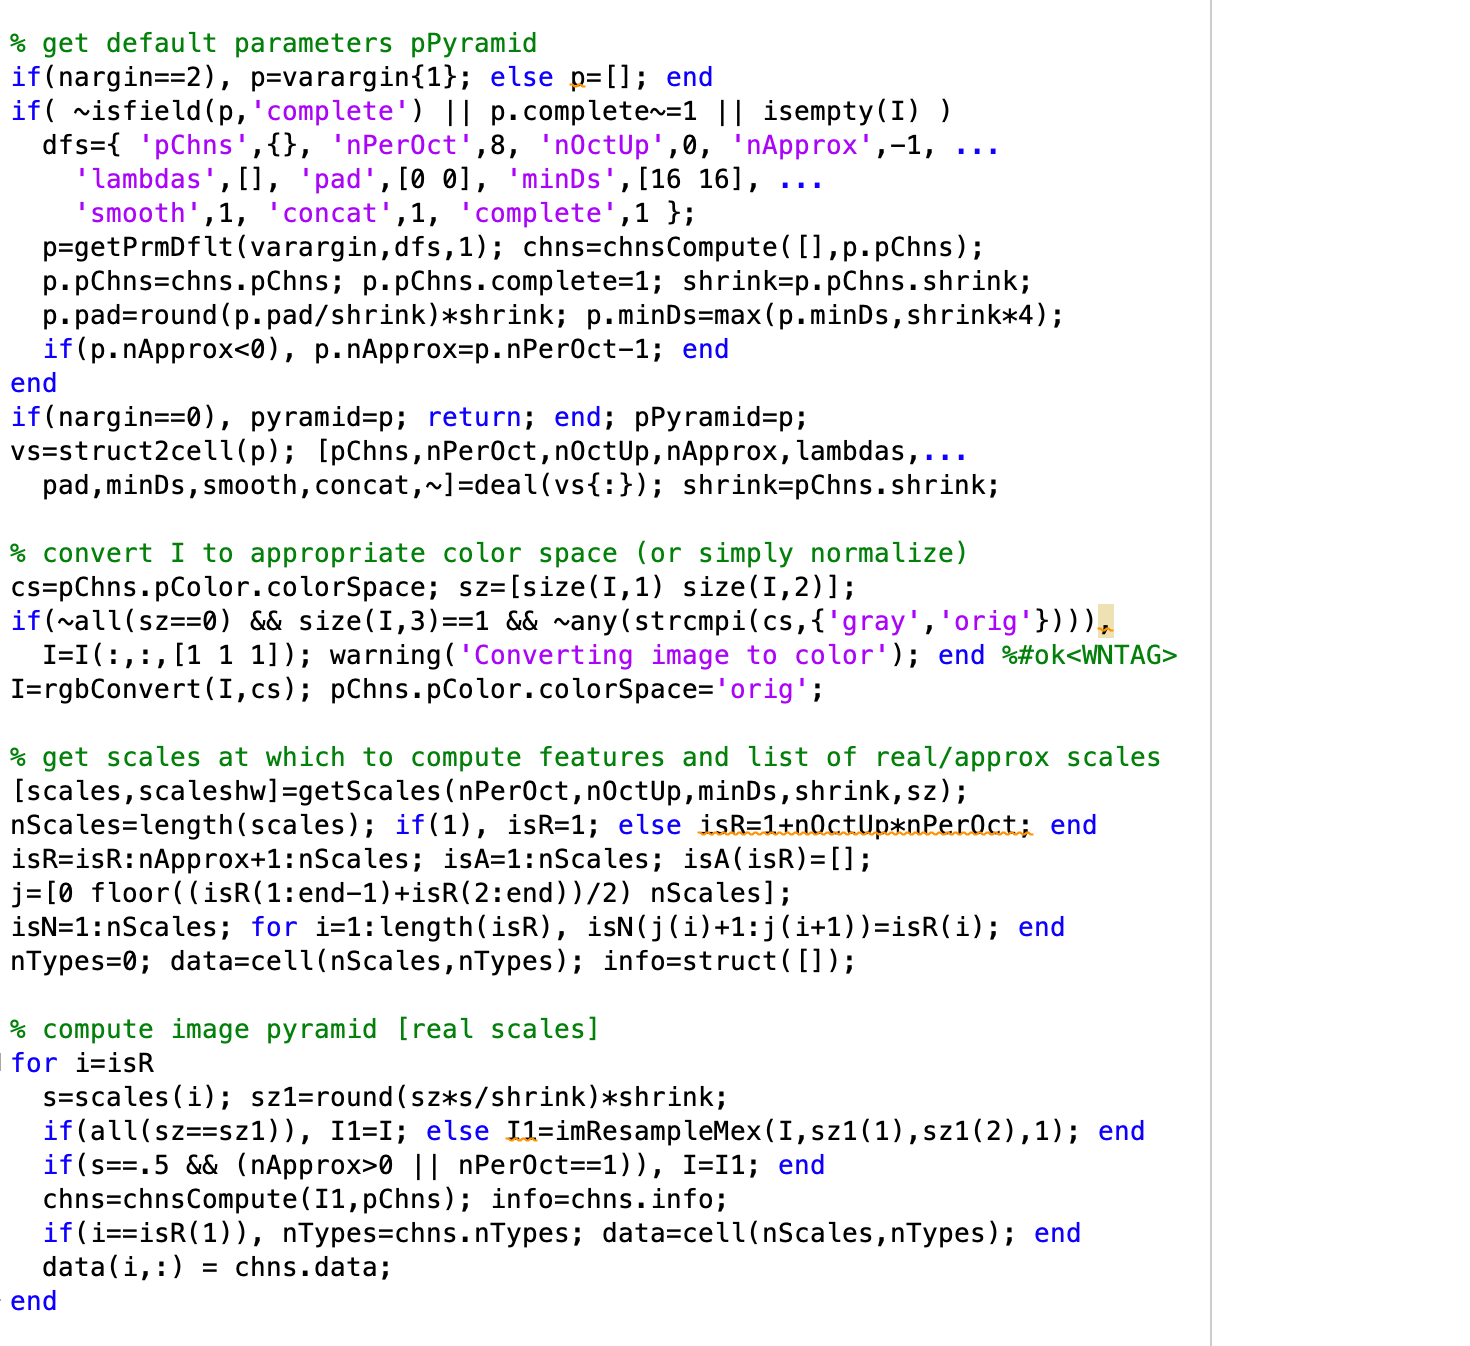 % get default parameters pPyramid
if(nargin==2), p=varargin{1}; else p=[]; end
if( ~isfield(p,'complete') || p.complete~=1 || isempty(I) )
  dfs={ 'pChns',{}, 'nPerOct',8, 'nOctUp',0, 'nApprox',-1, ...
    'lambdas',[], 'pad',[0 0], 'minDs',[16 16], ...
    'smooth',1, 'concat',1, 'complete',1 };
  p=getPrmDflt(varargin,dfs,1); chns=chnsCompute([],p.pChns);
  p.pChns=chns.pChns; p.pChns.complete=1; shrink=p.pChns.shrink;
  p.pad=round(p.pad/shrink)*shrink; p.minDs=max(p.minDs,shrink*4);
  if(p.nApprox<0), p.nApprox=p.nPerOct-1; end
end
if(nargin==0), pyramid=p; return; end; pPyramid=p;
vs=struct2cell(p); [pChns,nPerOct,nOctUp,nApprox,lambdas,...
  pad,minDs,smooth,concat,~]=deal(vs{:}); shrink=pChns.shrink;

% convert I to appropriate color space (or simply normalize)
cs=pChns.pColor.colorSpace; sz=[size(I,1) size(I,2)];
if(~all(sz==0) && size(I,3)==1 && ~any(strcmpi(cs,{'gray','orig'}))),
  I=I(:,:,[1 1 1]); warning('Converting image to color'); end %#ok<WNTAG>
I=rgbConvert(I,cs); pChns.pColor.colorSpace='orig';

% get scales at which to compute features and list of real/approx scales
[scales,scaleshw]=getScales(nPerOct,nOctUp,minDs,shrink,sz);
nScales=length(scales); if(1), isR=1; else isR=1+nOctUp*nPerOct; end
isR=isR:nApprox+1:nScales; isA=1:nScales; isA(isR)=[];
j=[0 floor((isR(1:end-1)+isR(2:end))/2) nScales];
isN=1:nScales; for i=1:length(isR), isN(j(i)+1:j(i+1))=isR(i); end
nTypes=0; data=cell(nScales,nTypes); info=struct([]);

% compute image pyramid [real scales]
for i=isR
  s=scales(i); sz1=round(sz*s/shrink)*shrink;
  if(all(sz==sz1)), I1=I; else I1=imResampleMex(I,sz1(1),sz1(2),1); end
  if(s==.5 && (nApprox>0 || nPerOct==1)), I=I1; end
  chns=chnsCompute(I1,pChns); info=chns.info;
  if(i==isR(1)), nTypes=chns.nTypes; data=cell(nScales,nTypes); end
  data(i,:) = chns.data;
end